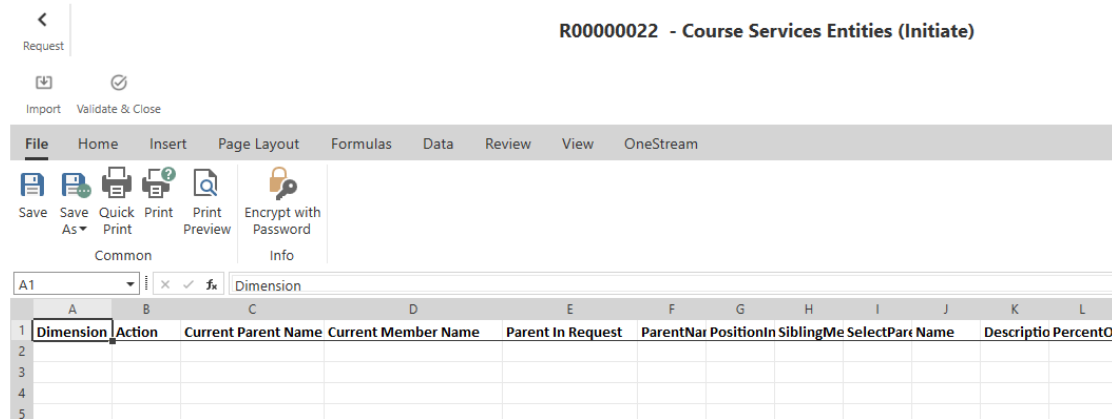 R00000022 - Course Services Entities (Initiate)
Request
Import Validate & Close
File Home Insert Page Layout Formulas Data Review View OneStream
Save Save As Quick Print Print Print Preview Encrypt with Password
Common Info
A1 fx Dimension
A B C D E F G H I J K L
1 Dimension Action Current Parent Name Current Member Name Parent In Request ParentNar PositionIn SiblingMe SelectPare Name Descriptio PercentO
2
3
4
5